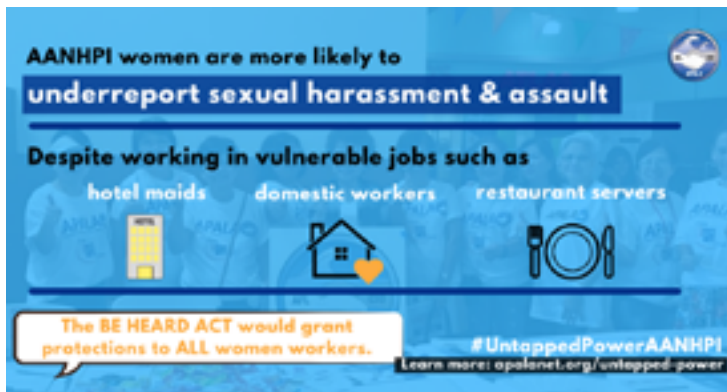 AANHPI women are more likely to
underreport sexual harassment & assault
Despite working in vulnerable jobs such as
hotel maids domestic workers restaurant servers
HOTEL
The BE HEARD ACT would grant
protections to ALL women workers.
#UntappedPowerAANHPI
Learn more: apalanet.org/untapped-power